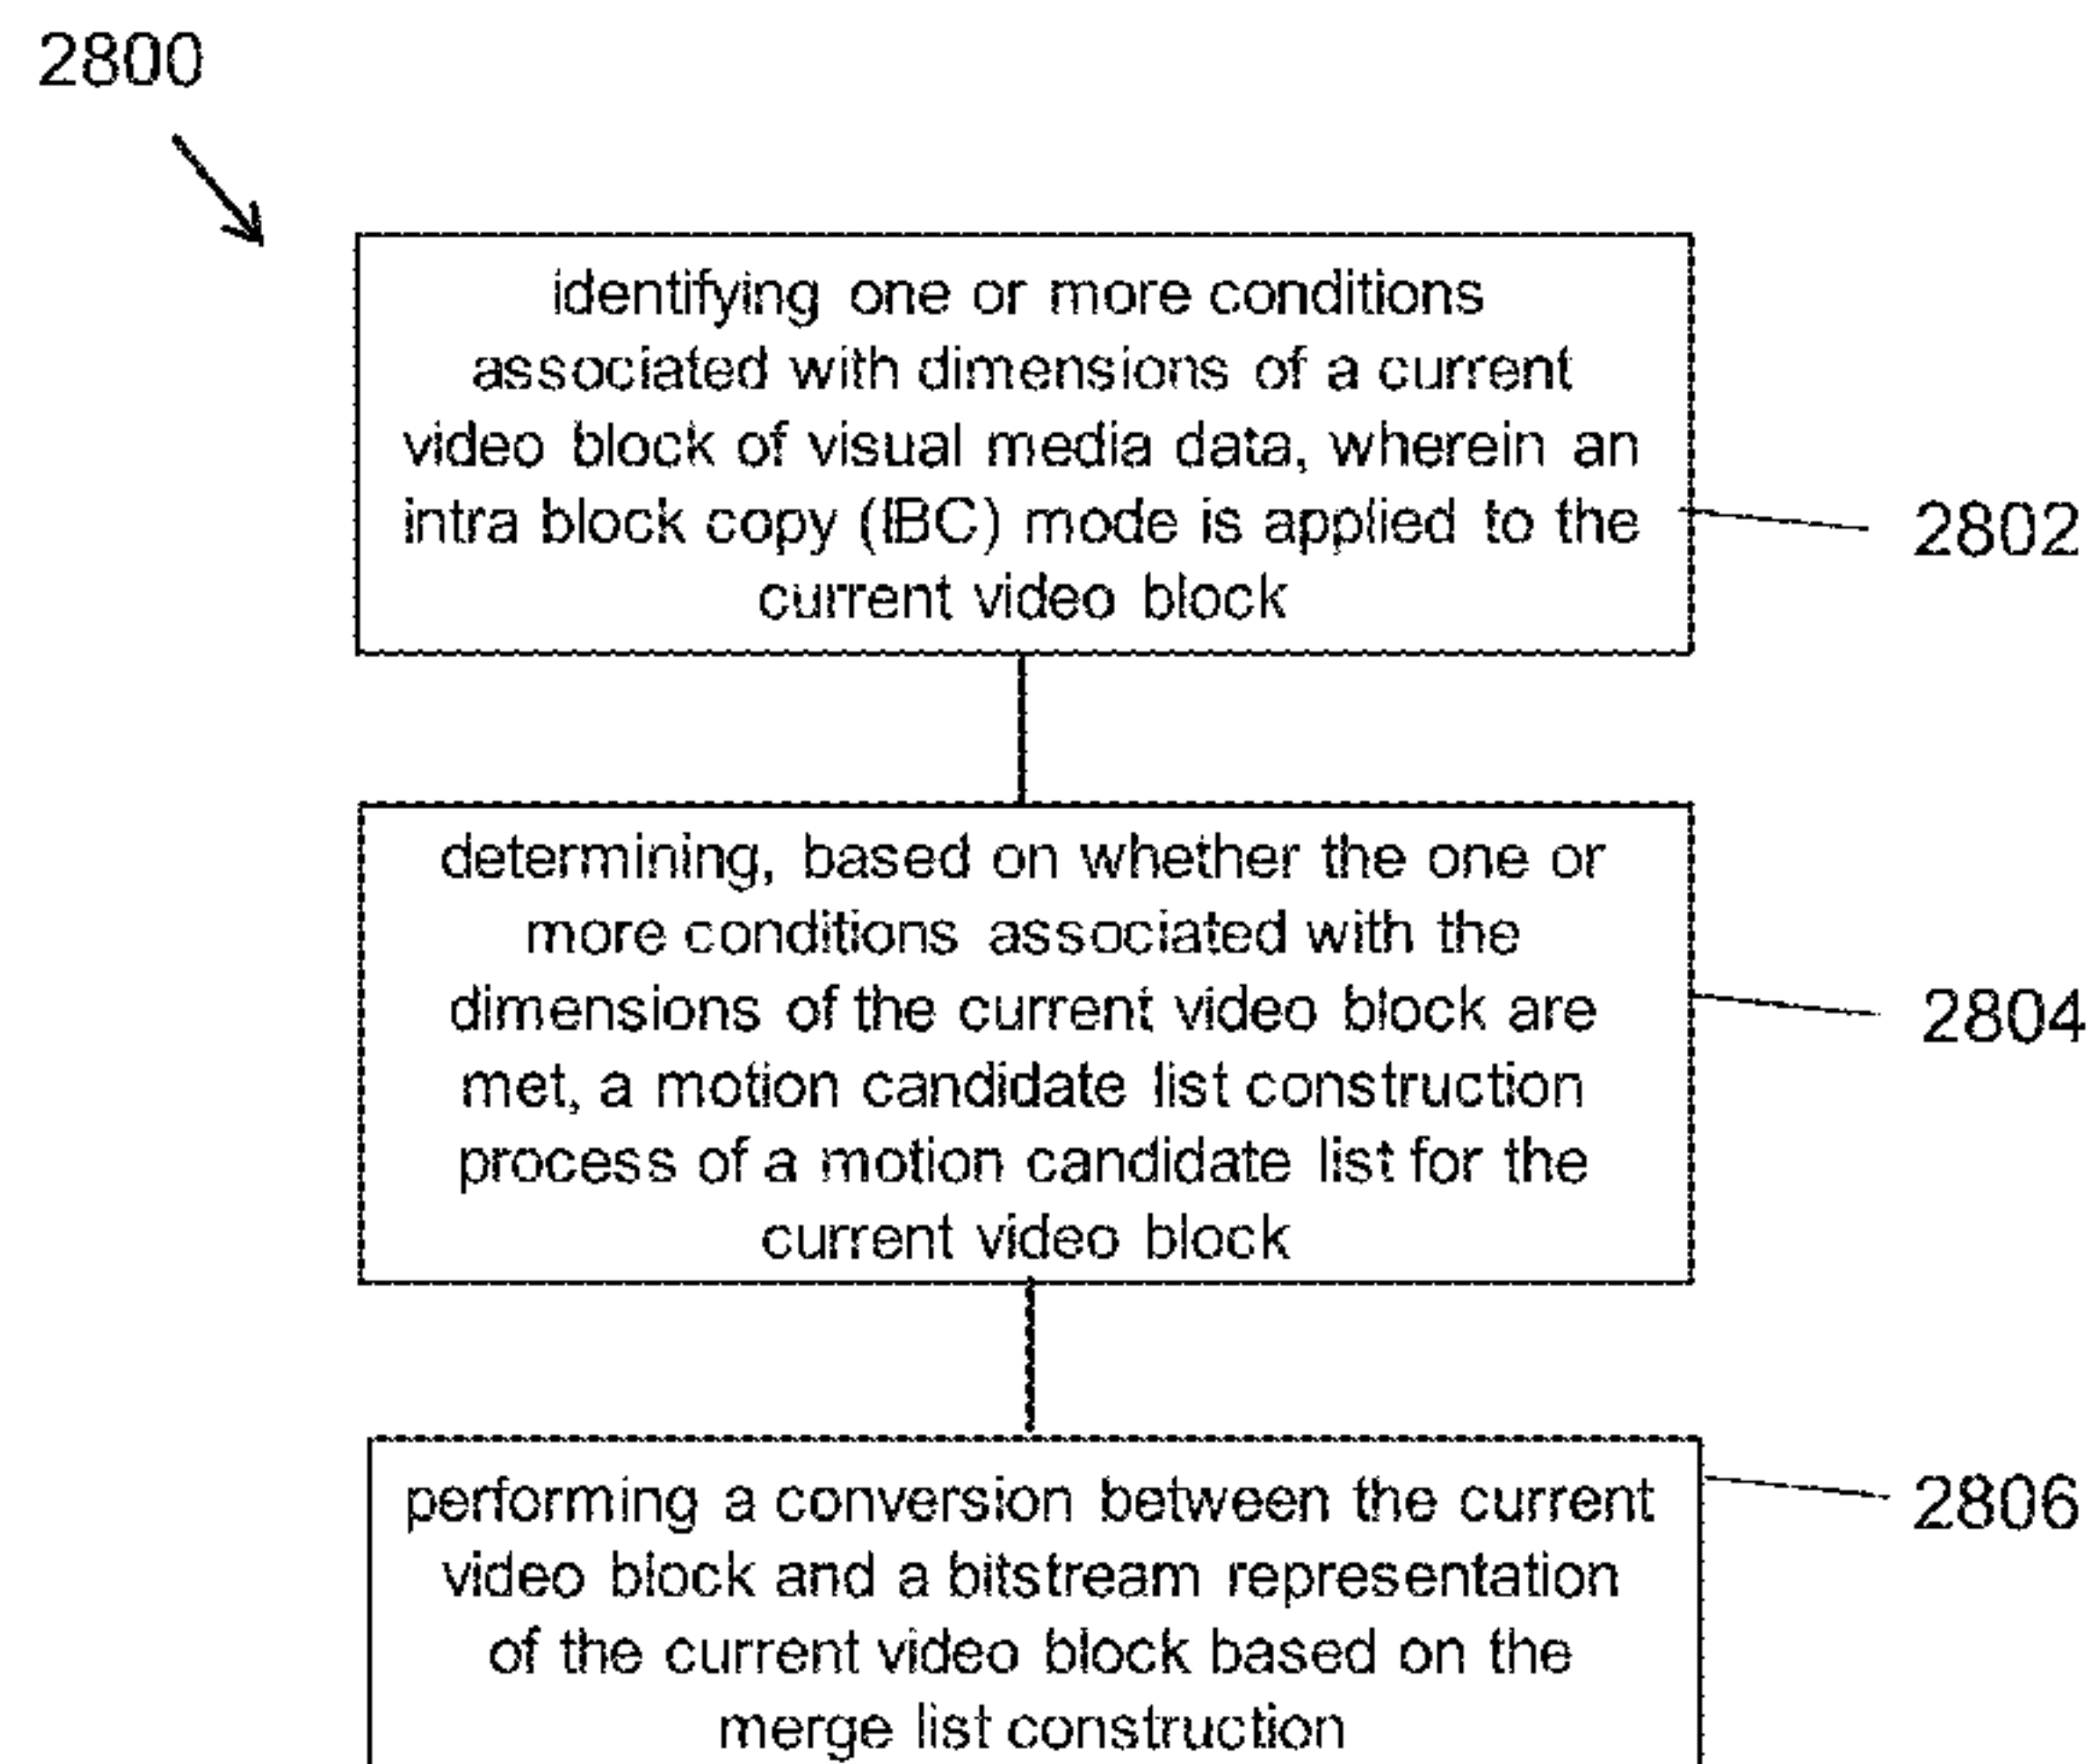 2800
identifying one or more conditions
associated with dimensions of a current
video block of visual media data, wherein an
intra block copy (IBC) mode is applied to the
current video block
2802
determining, based on whether the one or
more conditions associated with the
dimensions of the current video block are
met, a motion candidate list construction
process of a motion candidate list for the
current video block
2804
performing a conversion between the current
video block and a bitstream representation
of the current video block based on the
merge list construction
2806